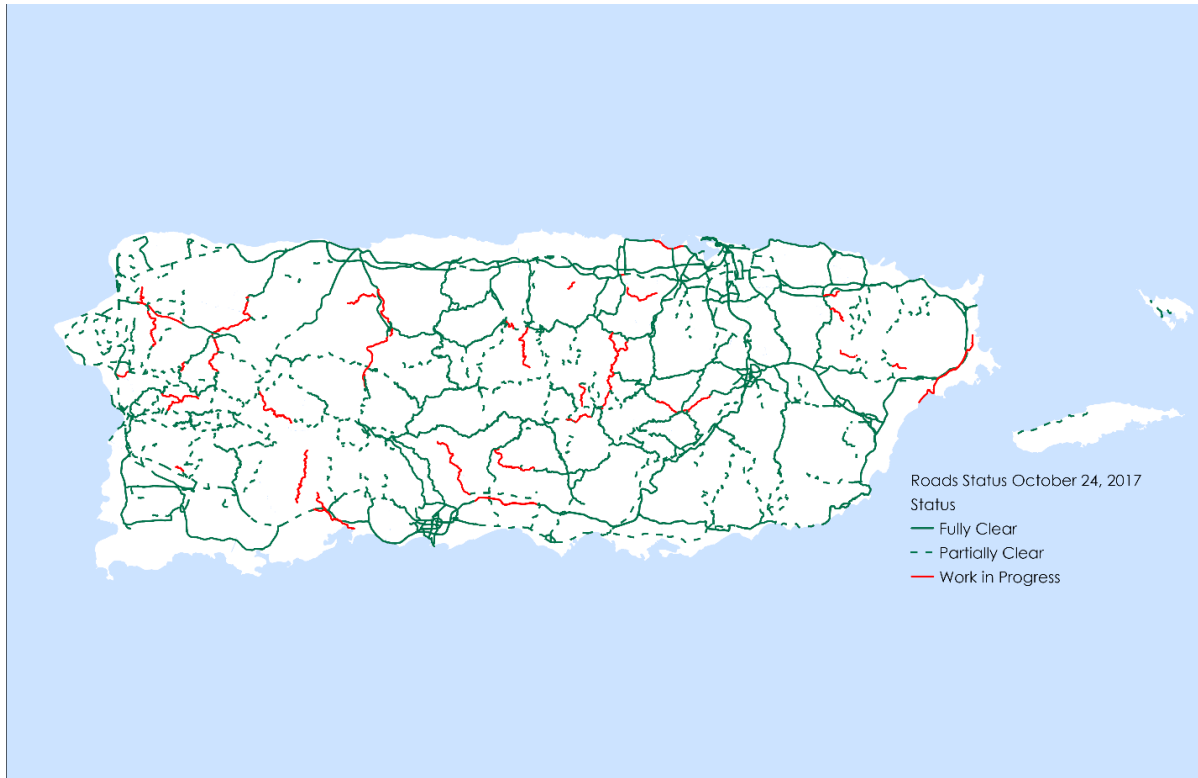 Roads Status October 24, 2017
Status
Fully Clear
Partially Clear
Work in Progress